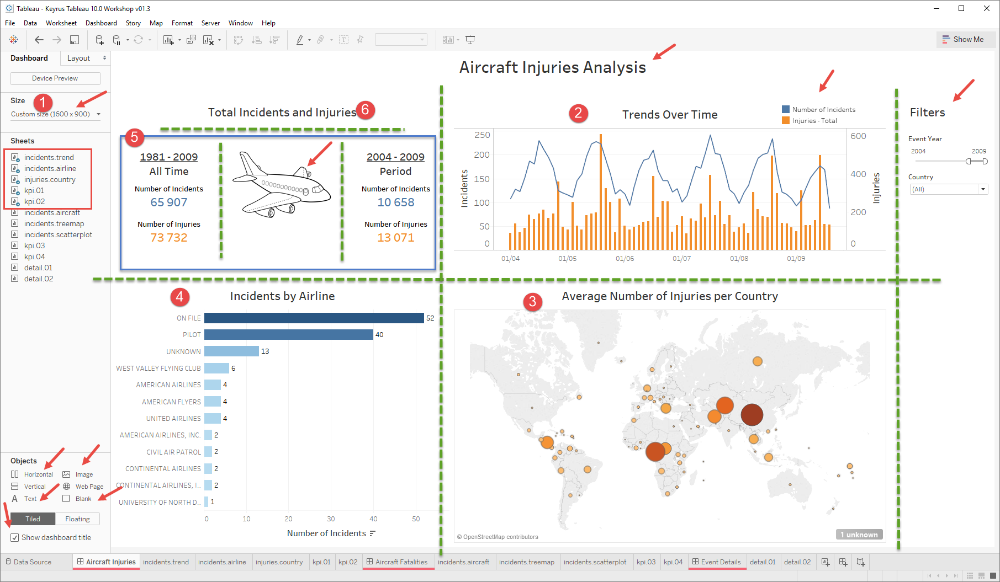 Tableau - Keyrus Tableau 10.0 Workshop v01.3
File Data Worksheet Dashboard Story Map Format Server Window Help
Show Me
Dashboard Layout
Device Preview
Size
1
Custom size (1600 x 900)
Sheets
incidents.trend
incidents.airline
injuries.country
kpi.01
kpi.02
incidents.aircraft
incidents.treemap
incidents.scatterplot
kpi.03
kpi.04
detail.01
detail.02
Objects
Horizontal Image
Vertical Web Page
A Text Blank
Tiled Floating
Show dashboard title
Aircraft Injuries Analysis
Total Incidents and Injuries 6
5
1981 - 2009
All Time
Number of Incidents
65 907
Number of Injuries
73 732
2004 - 2009
Period
Number of Incidents
10 658
Number of Injuries
13 071
2
Trends Over Time
Number of Incidents
Injuries - Total
Incidents
250
200
150
100
50
0
Injuries
600
400
200
0
01/04 01/05 01/06 01/07 01/08 01/09
Filters
Event Year
2004 2009
Country
(All)
4
Incidents by Airline
ON FILE 52
PILOT 40
UNKNOWN 13
WEST VALLEY FLYING CLUB 6
AMERICAN AIRLINES 4
AMERICAN FLYERS 4
UNITED AIRLINES 4
AMERICAN AIRLINES, INC. 2
CIVIL AIR PATROL 2
CONTINENTAL AIRLINES 2
CONTINENTAL AIRLINES, I.. 2
UNIVERSITY OF NORTH D.. 1
0 10 20 30 40 50
Number of Incidents
3
Average Number of Injuries per Country
© OpenStreetMap contributors
1 unknown
Data Source Aircraft Injuries incidents.trend incidents.airline injuries.country kpi.01 kpi.02 Aircraft Fatalities incidents.aircraft incidents.treemap incidents.scatterplot kpi.03 kpi.04 Event Details detail.01 detail.02